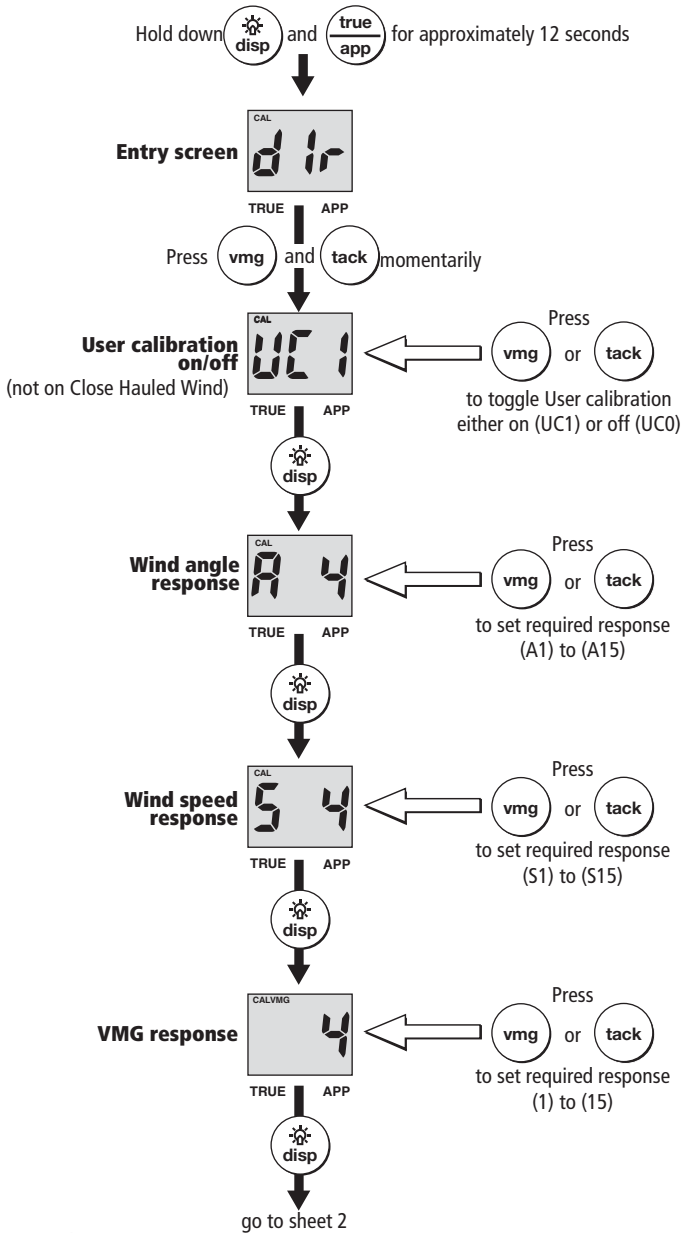 Hold down disp and true app for approximately 12 seconds
CAL
Entry screen d1r
TRUE APP
Press vmg and tack momentarily
CAL
User calibration
on/off
(not on Close Hauled Wind)
UC1
TRUE APP
Press
vmg or tack
to toggle User calibration
either on (UC1) or off (UC0)
disp
CAL
Wind angle
response
A 4
TRUE APP
Press
vmg or tack
to set required response
(A1) to (A15)
disp
CAL
Wind speed
response
S 4
TRUE APP
Press
vmg or tack
to set required response
(S1) to (S15)
disp
CALVMG
VMG response 4
TRUE APP
Press
vmg or tack
to set required response
(1) to (15)
disp
go to sheet 2